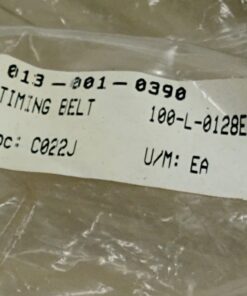 013-001-0390
TIMING BELT 100-L-0128E
OC: C022J U/M: EA